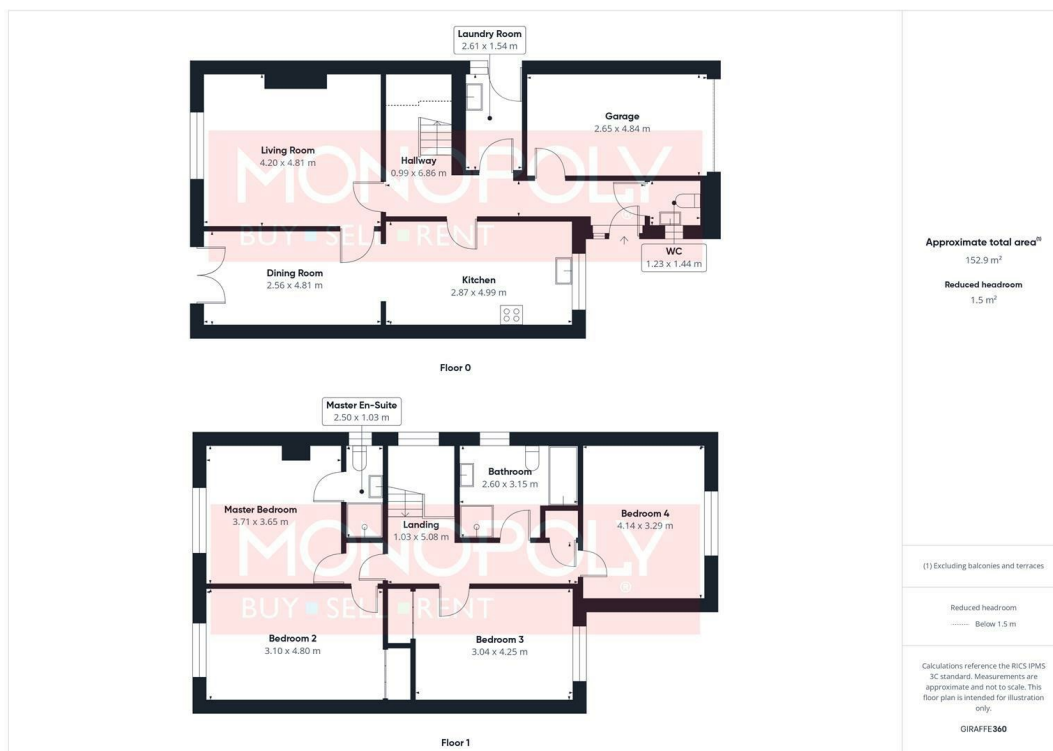 Laundry Room
2.61 x 1.54 m
Garage
2.65 x 4.84 m
Living Room
4.20 x 4.81 m
Hallway
0.99 x 6.86 m
MONOPOLY
BUY SELL RENT
WC
1.23 x 1.44 m
Dining Room
2.56 x 4.81 m
Kitchen
2.87 x 4.99 m
Floor 0
Master En-Suite
2.50 x 1.03 m
Bathroom
2.60 x 3.15 m
Master Bedroom
3.71 x 3.65 m
Landing
1.03 x 5.08 m
Bedroom 4
4.14 x 3.29 m
MONOPOLY
®
BUY SELL RENT
Bedroom 2
3.10 x 4.80 m
Bedroom 3
3.04 x 4.25 m
Floor 1
Approximate total area(1)
152.9 m²
Reduced headroom
1.5 m²
(1) Excluding balconies and terraces
Reduced headroom
Below 1.5 m
Calculations reference the RICS IPMS
3C standard. Measurements are
approximate and not to scale. This
floor plan is intended for illustration
only.
GIRAFFE360